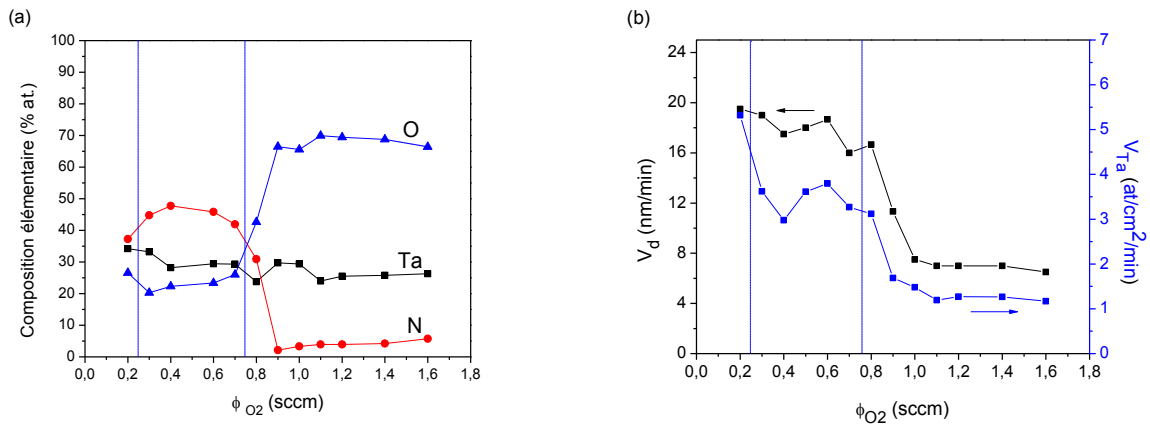 (a)
100
90
80
70
60
50
40
30
20
10
0
Composition élémentaire (% at.)
O
Ta
N
0,0 0,2 0,4 0,6 0,8 1,0 1,2 1,4 1,6 1,8
ϕ O2 (sccm)
(b)
24
20
16
12
8
4
0
V_d (nm/min)
7
6
5
4
3
2
1
0
V_Ta (at/cm²/min)
0,0 0,2 0,4 0,6 0,8 1,0 1,2 1,4 1,6 1,8
ϕ O2 (sccm)